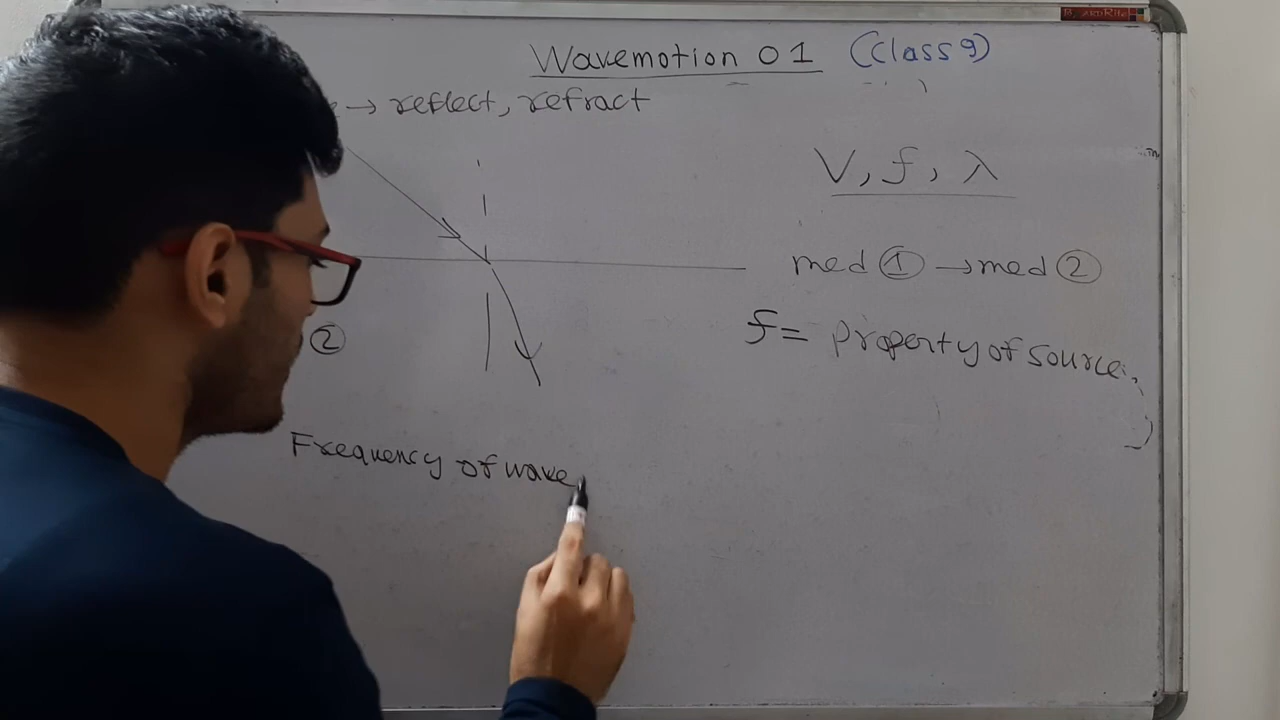 Wavemotion 01 (Class 9)
→ reflect, refract
V, f, λ
med ① → med ②
f = Property of source
②
Frequency of wave